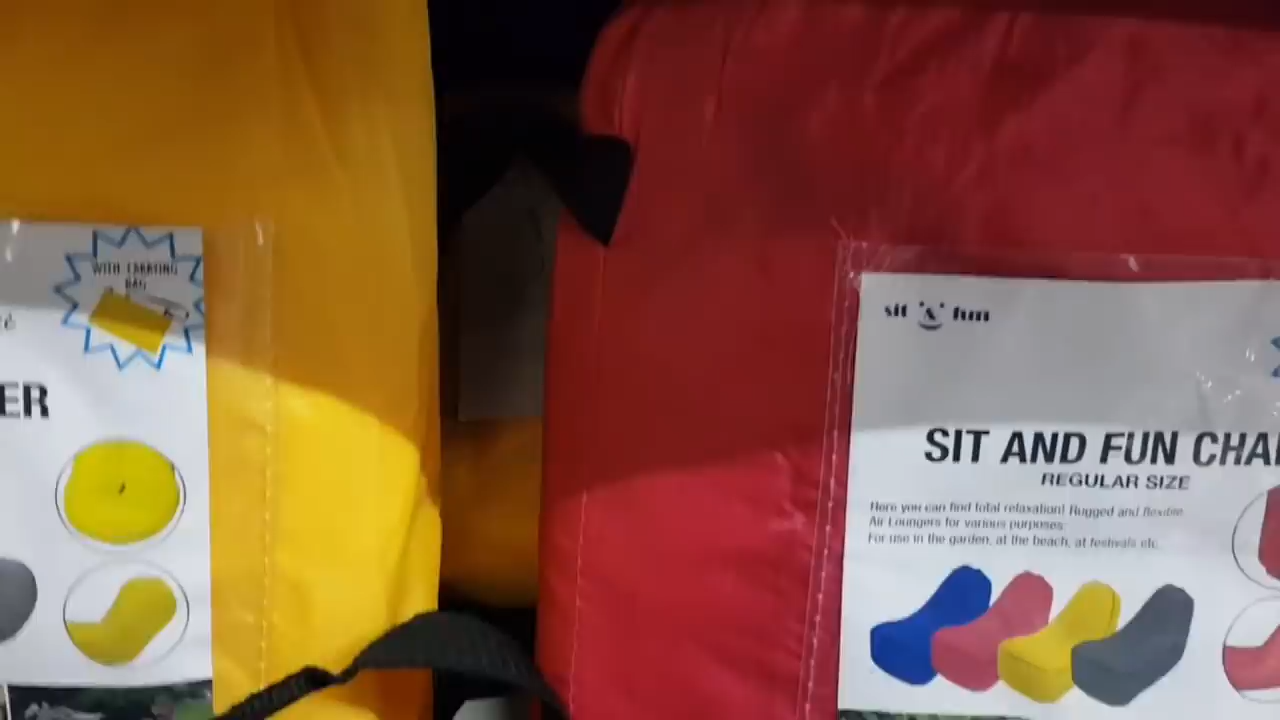 WITH CARRYING
BAG
ER
sit & fun
SIT AND FUN CHAI
REGULAR SIZE
Here you can find total relaxation! Rugged and flexible
Air Loungers for various purposes:
For use in the garden, at the beach, at festivals etc.